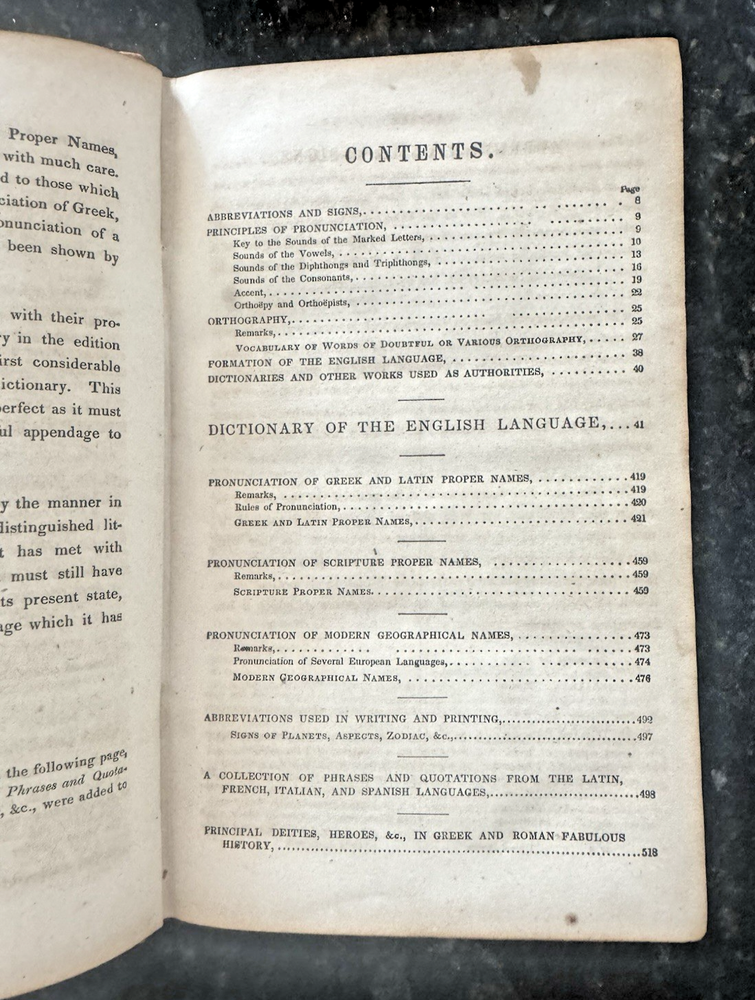 Proper Names,
with much care.
d to those which
ciation of Greek,
onunciation of a
been shown by
with their pro-
y in the edition
irst considerable
ictionary. This
erfect as it must
ul appendage to
y the manner in
distinguished lit-
t has met with
must still have
ts present state,
age which it has
the following page,
Phrases and Quota-
, &c., were added to
CONTENTS.
Page
ABBREVIATIONS AND SIGNS, 8
PRINCIPLES OF PRONUNCIATION, 9
Key to the Sounds of the Marked Letters, 9
Sounds of the Vowels, 10
Sounds of the Diphthongs and Triphthongs, 13
Sounds of the Consonants, 16
Accent, 19
Orthoëpy and Orthoëpists, 22
ORTHOGRAPHY, 25
Remarks, 25
VOCABULARY OF WORDS OF DOUBTFUL OR VARIOUS ORTHOGRAPHY, 27
FORMATION OF THE ENGLISH LANGUAGE, 38
DICTIONARIES AND OTHER WORKS USED AS AUTHORITIES, 40
DICTIONARY OF THE ENGLISH LANGUAGE,...41
PRONUNCIATION OF GREEK AND LATIN PROPER NAMES, 419
Remarks, 419
Rules of Pronunciation, 420
GREEK AND LATIN PROPER NAMES, 421
PRONUNCIATION OF SCRIPTURE PROPER NAMES, 459
Remarks, 459
SCRIPTURE PROPER NAMES. 459
PRONUNCIATION OF MODERN GEOGRAPHICAL NAMES, 473
Remarks, 473
Pronunciation of Several European Languages, 474
MODERN GEOGRAPHICAL NAMES, 476
ABBREVIATIONS USED IN WRITING AND PRINTING, 492
SIGNS OF PLANETS, ASPECTS, ZODIAC, &c., 497
A COLLECTION OF PHRASES AND QUOTATIONS FROM THE LATIN,
FRENCH, ITALIAN, AND SPANISH LANGUAGES, 498
PRINCIPAL DEITIES, HEROES, &c., IN GREEK AND ROMAN FABULOUS
HISTORY, 518